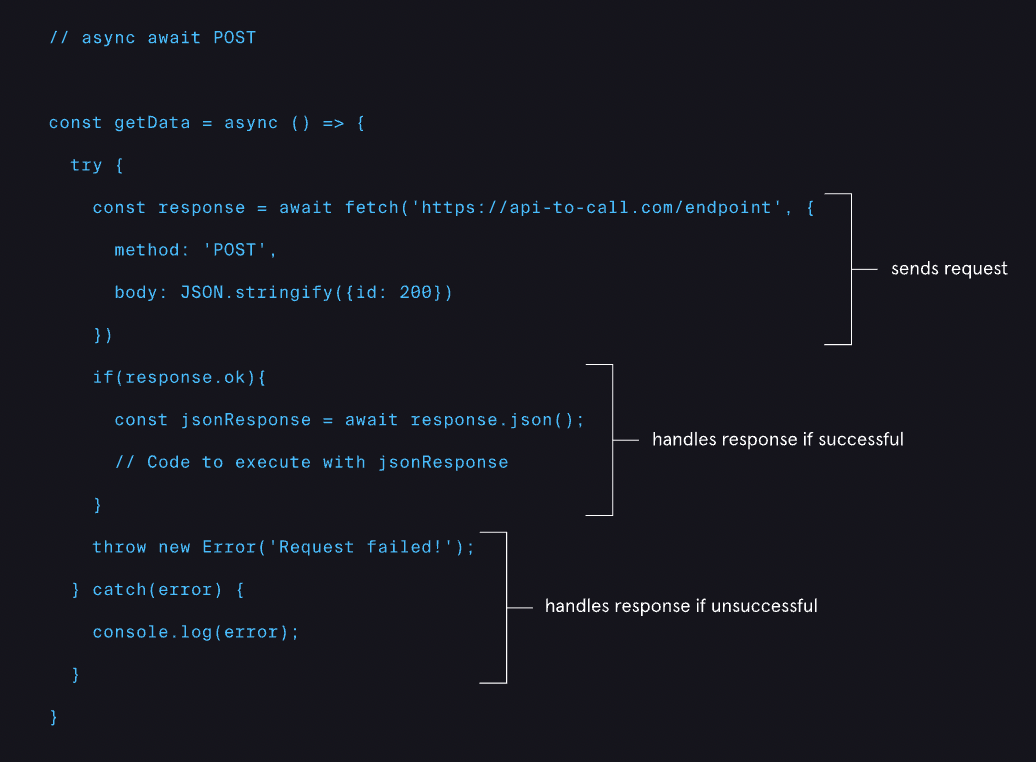 // async await POST
const getData = async () => {
try {
const response = await fetch('https://api-to-call.com/endpoint', {
method: 'POST',
body: JSON.stringify({id: 200})
})
sends request
if(response.ok){
const jsonResponse = await response.json();
// Code to execute with jsonResponse
}
handles response if successful
throw new Error('Request failed!');
} catch(error) {
console.log(error);
}
handles response if unsuccessful
}